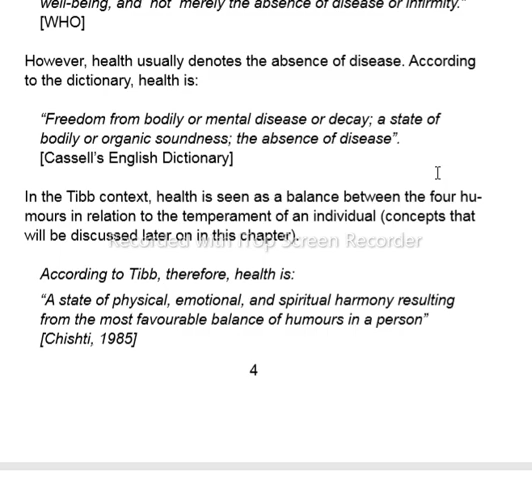 well-being, and not merely the absence of disease or infirmity."
[WHO]
However, health usually denotes the absence of disease. According
to the dictionary, health is:
“Freedom from bodily or mental disease or decay; a state of
bodily or organic soundness; the absence of disease”.
[Cassell’s English Dictionary]
In the Tibb context, health is seen as a balance between the four hu-
mours in relation to the temperament of an individual (concepts that
will be discussed later on in this chapter).
Recorded with iTop Screen Recorder
According to Tibb, therefore, health is:
“A state of physical, emotional, and spiritual harmony resulting
from the most favourable balance of humours in a person”
[Chishti, 1985]
4